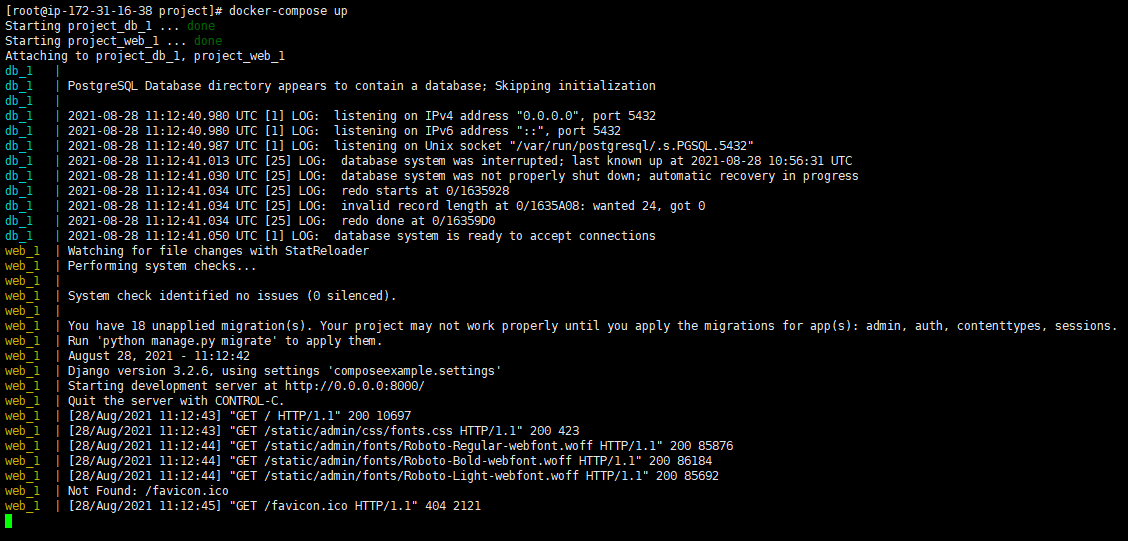 [root@ip-172-31-16-38 project]# docker-compose up
Starting project_db_1 ... done
Starting project_web_1 ... done
Attaching to project_db_1, project_web_1
db_1   |
db_1   | PostgreSQL Database directory appears to contain a database; Skipping initialization
db_1   |
db_1   | 2021-08-28 11:12:40.980 UTC [1] LOG:  listening on IPv4 address "0.0.0.0", port 5432
db_1   | 2021-08-28 11:12:40.980 UTC [1] LOG:  listening on IPv6 address "::", port 5432
db_1   | 2021-08-28 11:12:40.987 UTC [1] LOG:  listening on Unix socket "/var/run/postgresql/.s.PGSQL.5432"
db_1   | 2021-08-28 11:12:41.013 UTC [25] LOG:  database system was interrupted; last known up at 2021-08-28 10:56:31 UTC
db_1   | 2021-08-28 11:12:41.030 UTC [25] LOG:  database system was not properly shut down; automatic recovery in progress
db_1   | 2021-08-28 11:12:41.034 UTC [25] LOG:  redo starts at 0/1635928
db_1   | 2021-08-28 11:12:41.034 UTC [25] LOG:  invalid record length at 0/1635A08: wanted 24, got 0
db_1   | 2021-08-28 11:12:41.034 UTC [25] LOG:  redo done at 0/16359D0
db_1   | 2021-08-28 11:12:41.050 UTC [1] LOG:  database system is ready to accept connections
web_1  | Watching for file changes with StatReloader
web_1  | Performing system checks...
web_1  |
web_1  | System check identified no issues (0 silenced).
web_1  |
web_1  | You have 18 unapplied migration(s). Your project may not work properly until you apply the migrations for app(s): admin, auth, contenttypes, sessions.
web_1  | Run 'python manage.py migrate' to apply them.
web_1  | August 28, 2021 - 11:12:42
web_1  | Django version 3.2.6, using settings 'composeexample.settings'
web_1  | Starting development server at http://0.0.0.0:8000/
web_1  | Quit the server with CONTROL-C.
web_1  | [28/Aug/2021 11:12:43] "GET / HTTP/1.1" 200 10697
web_1  | [28/Aug/2021 11:12:43] "GET /static/admin/css/fonts.css HTTP/1.1" 200 423
web_1  | [28/Aug/2021 11:12:44] "GET /static/admin/fonts/Roboto-Regular-webfont.woff HTTP/1.1" 200 85876
web_1  | [28/Aug/2021 11:12:44] "GET /static/admin/fonts/Roboto-Bold-webfont.woff HTTP/1.1" 200 86184
web_1  | [28/Aug/2021 11:12:44] "GET /static/admin/fonts/Roboto-Light-webfont.woff HTTP/1.1" 200 85692
web_1  | Not Found: /favicon.ico
web_1  | [28/Aug/2021 11:12:45] "GET /favicon.ico HTTP/1.1" 404 2121